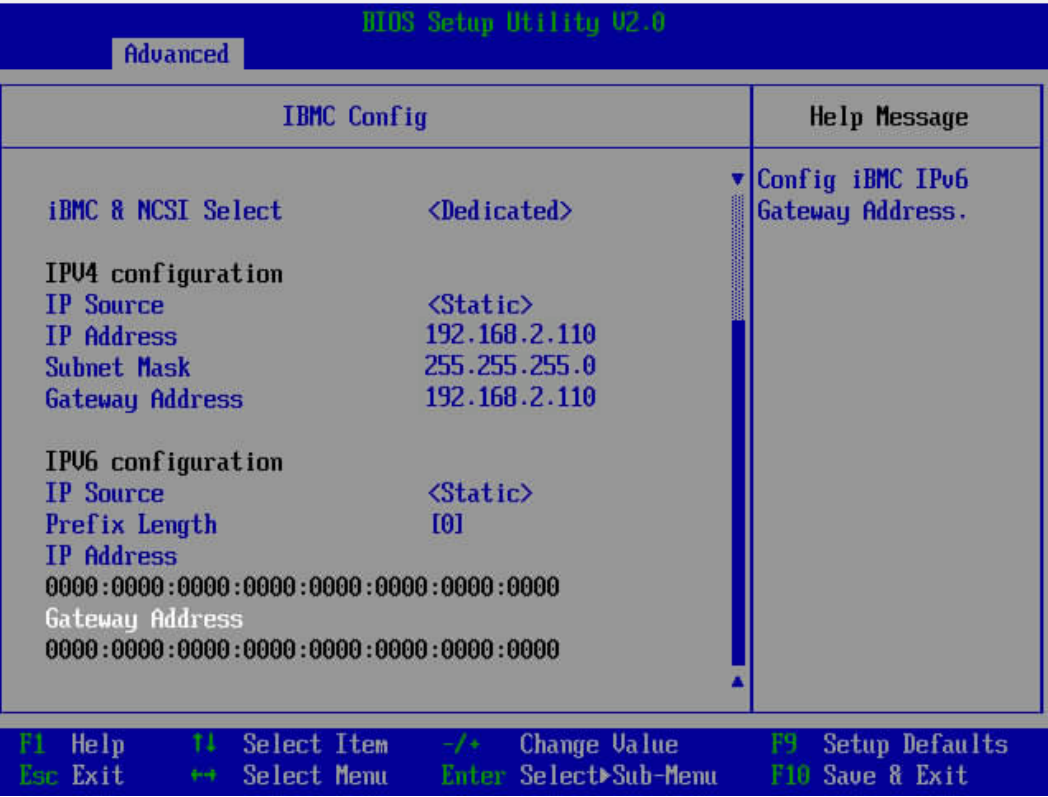 BIOS Setup Utility V2.0
Advanced
IBMC Config
Help Message
iBMC & NCSI Select <Dedicated>
IPV4 configuration
IP Source <Static>
IP Address 192.168.2.110
Subnet Mask 255.255.255.0
Gateway Address 192.168.2.110
IPV6 configuration
IP Source <Static>
Prefix Length [0]
IP Address
0000:0000:0000:0000:0000:0000:0000:0000
Gateway Address
0000:0000:0000:0000:0000:0000:0000:0000
Config iBMC IPv6
Gateway Address.
F1 Help ↑↓ Select Item -/+ Change Value F9 Setup Defaults
Esc Exit ←→ Select Menu Enter Select▶Sub-Menu F10 Save & Exit